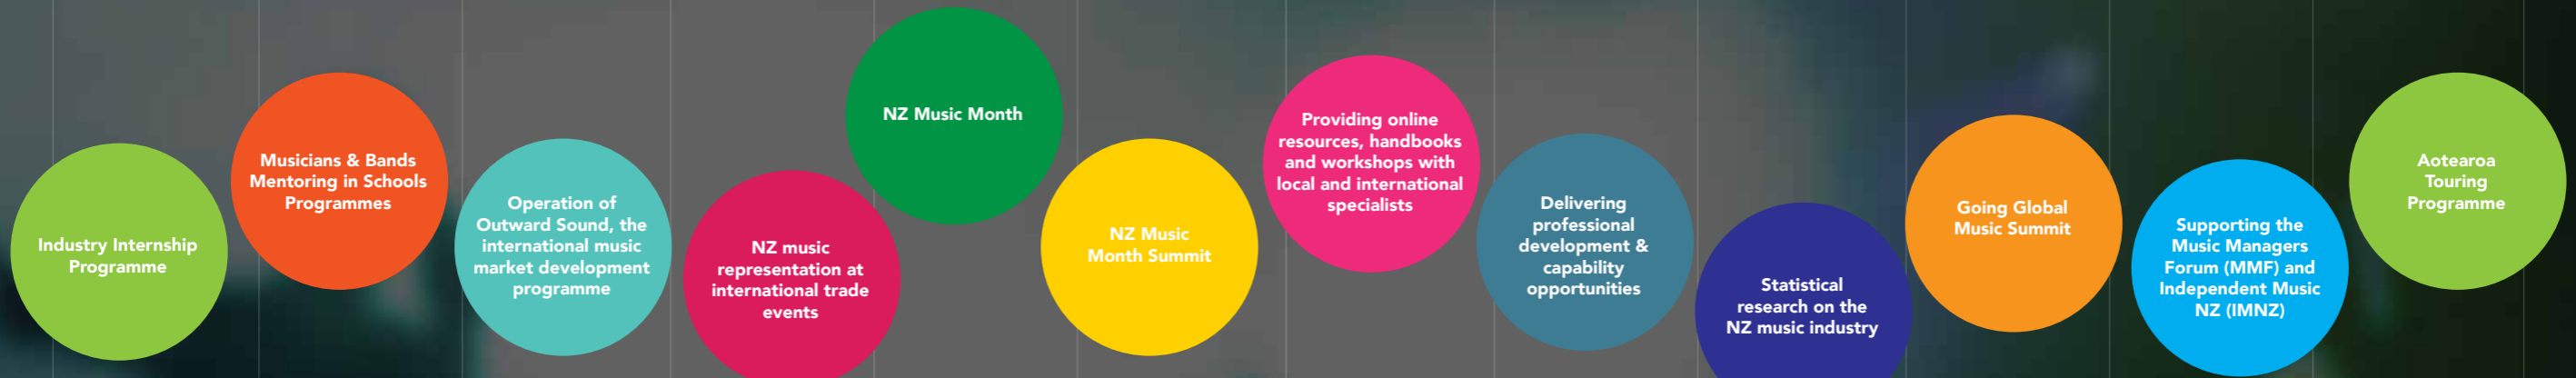 Industry Internship
Programme
Musicians & Bands
Mentoring in Schools
Programmes
Operation of
Outward Sound, the
international music
market development
programme
NZ music
representation at
international trade
events
NZ Music Month
NZ Music
Month Summit
Providing online
resources, handbooks
and workshops with
local and international
specialists
Delivering
professional
development &
capability
opportunities
Statistical
research on the
NZ music industry
Going Global
Music Summit
Supporting the
Music Managers
Forum (MMF) and
Independent Music
NZ (IMNZ)
Aotearoa
Touring
Programme